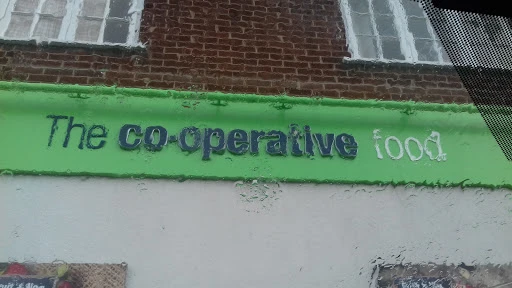 The co-operative food